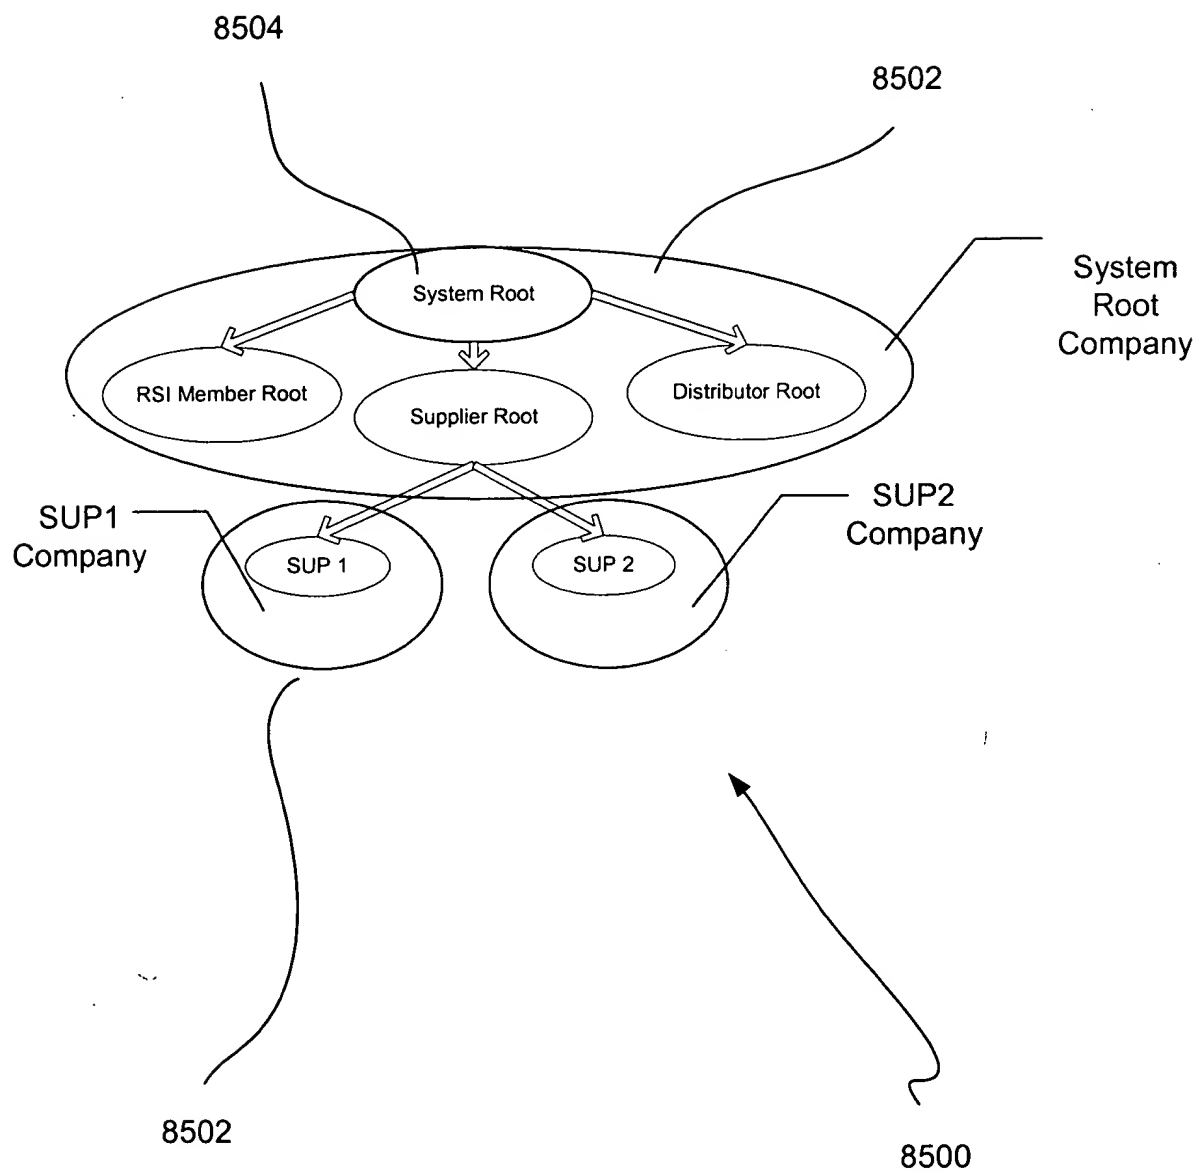 8504
8502
System Root
System
Root
Company
RSI Member Root
Supplier Root
Distributor Root
SUP1
Company
SUP2
Company
SUP 1
SUP 2
8502
8500